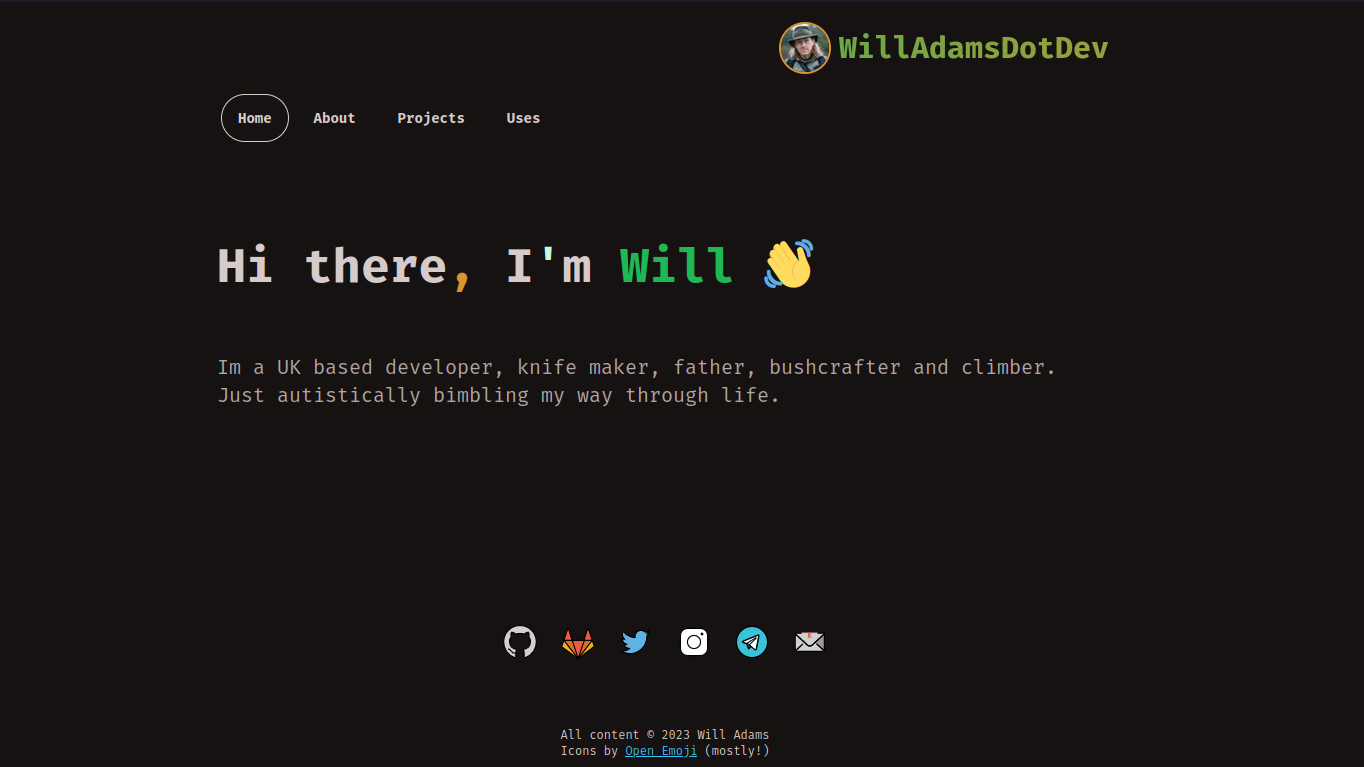 WillAdamsDotDev
Home About Projects Uses
Hi there, I'm Will 👋
Im a UK based developer, knife maker, father, bushcrafter and climber.
Just autistically bimbling my way through life.
All content © 2023 Will Adams
Icons by Open Emoji (mostly!)